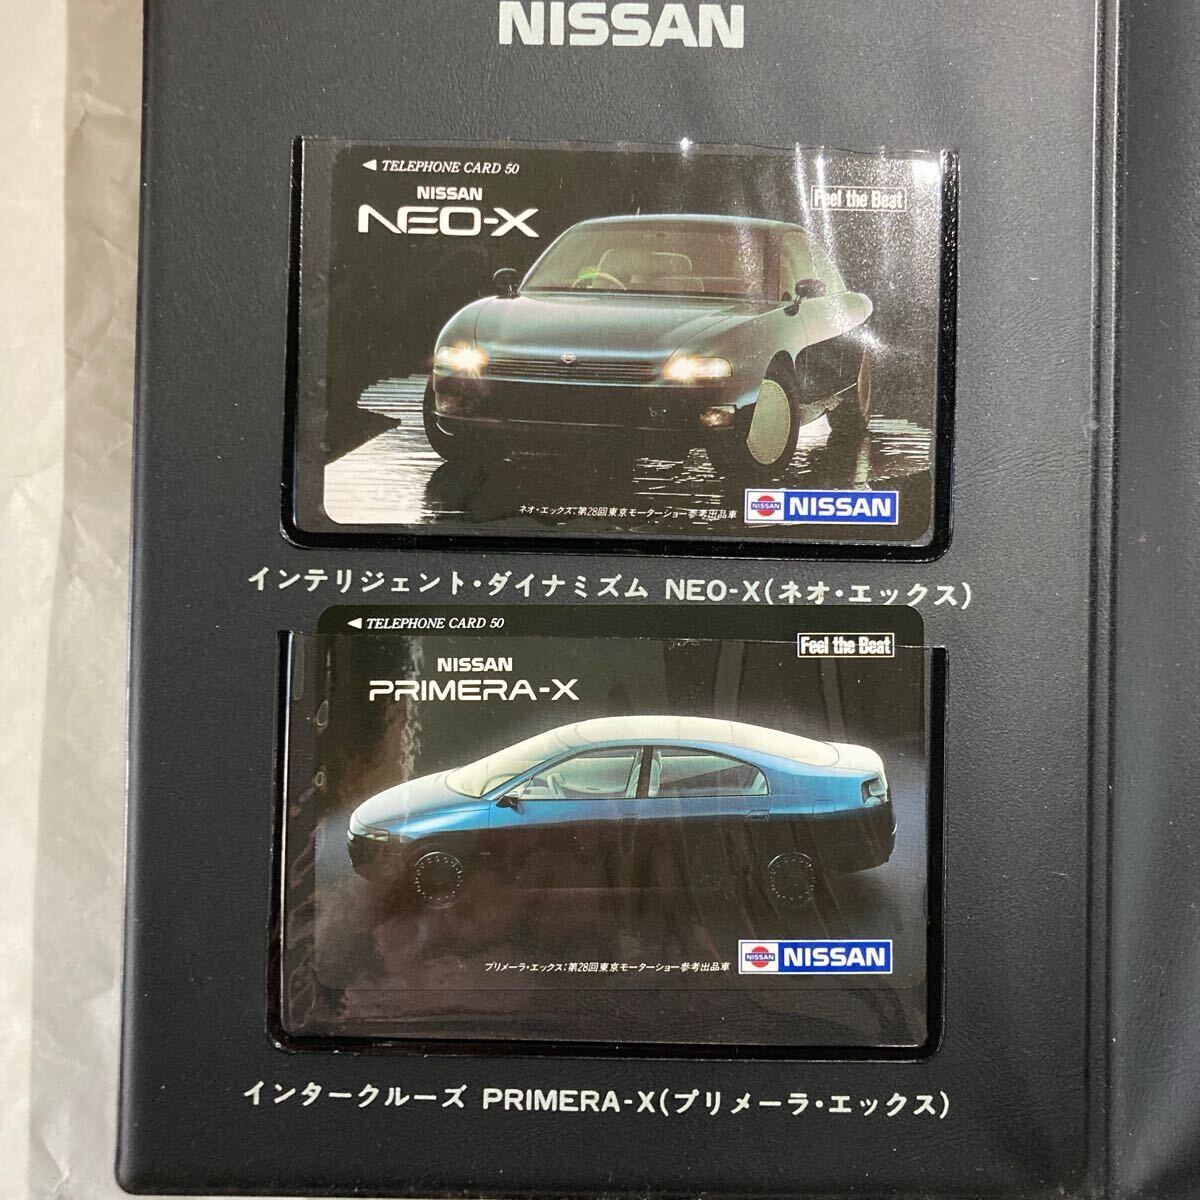 NISSAN
◀ TELEPHONE CARD 50
NISSAN
NEO-X
Feel the Beat
ネオ・エックス:第28回東京モーターショー参考出品車
NISSAN NISSAN
インテリジェント・ダイナミズム NEO-X(ネオ・エックス)
◀ TELEPHONE CARD 50
Feel the Beat
NISSAN
PRIMERA-X
プリメーラ・エックス:第28回東京モーターショー参考出品車
NISSAN NISSAN
インタークルーズ PRIMERA-X(プリメーラ・エックス)